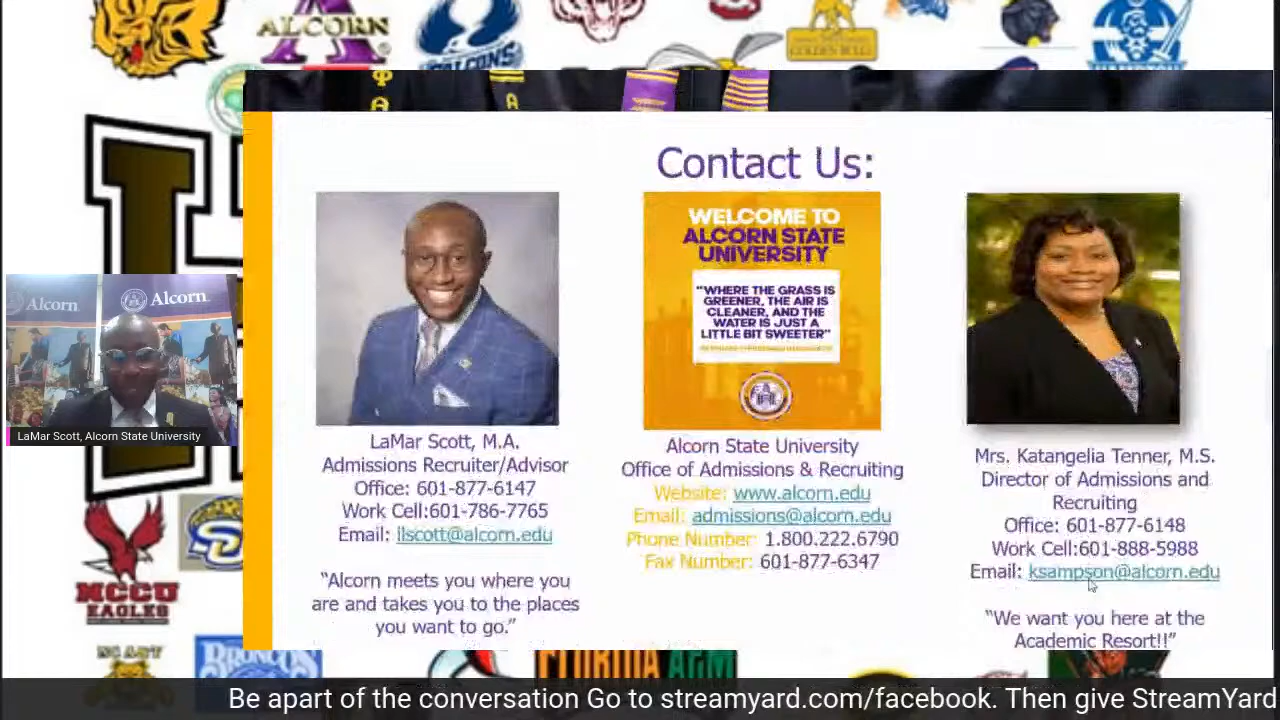 ALCORN
FALCONS
GOLDEN BULL
Contact Us:
WELCOME TO
ALCORN STATE
UNIVERSITY
"WHERE THE GRASS IS
GREENER, THE AIR IS
CLEANER, AND THE
WATER IS JUST A
LITTLE BIT SWEETER"
Alcorn
Alcorn
LaMar Scott, Alcorn State University
LaMar Scott, M.A.
Admissions Recruiter/Advisor
Office: 601-877-6147
Work Cell:601-786-7765
Email: llscott@alcorn.edu
"Alcorn meets you where you
are and takes you to the places
you want to go."
Alcorn State University
Office of Admissions & Recruiting
Website: www.alcorn.edu
Email: admissions@alcorn.edu
Phone Number: 1.800.222.6790
Fax Number: 601-877-6347
Mrs. Katangelia Tenner, M.S.
Director of Admissions and
Recruiting
Office: 601-877-6148
Work Cell:601-888-5988
Email: ksampson@alcorn.edu
"We want you here at the
Academic Resort!!"
MCCU
EAGLES
NC A&T
BRONCOS
FLORIDA A&M
Be apart of the conversation Go to streamyard.com/facebook. Then give StreamYard